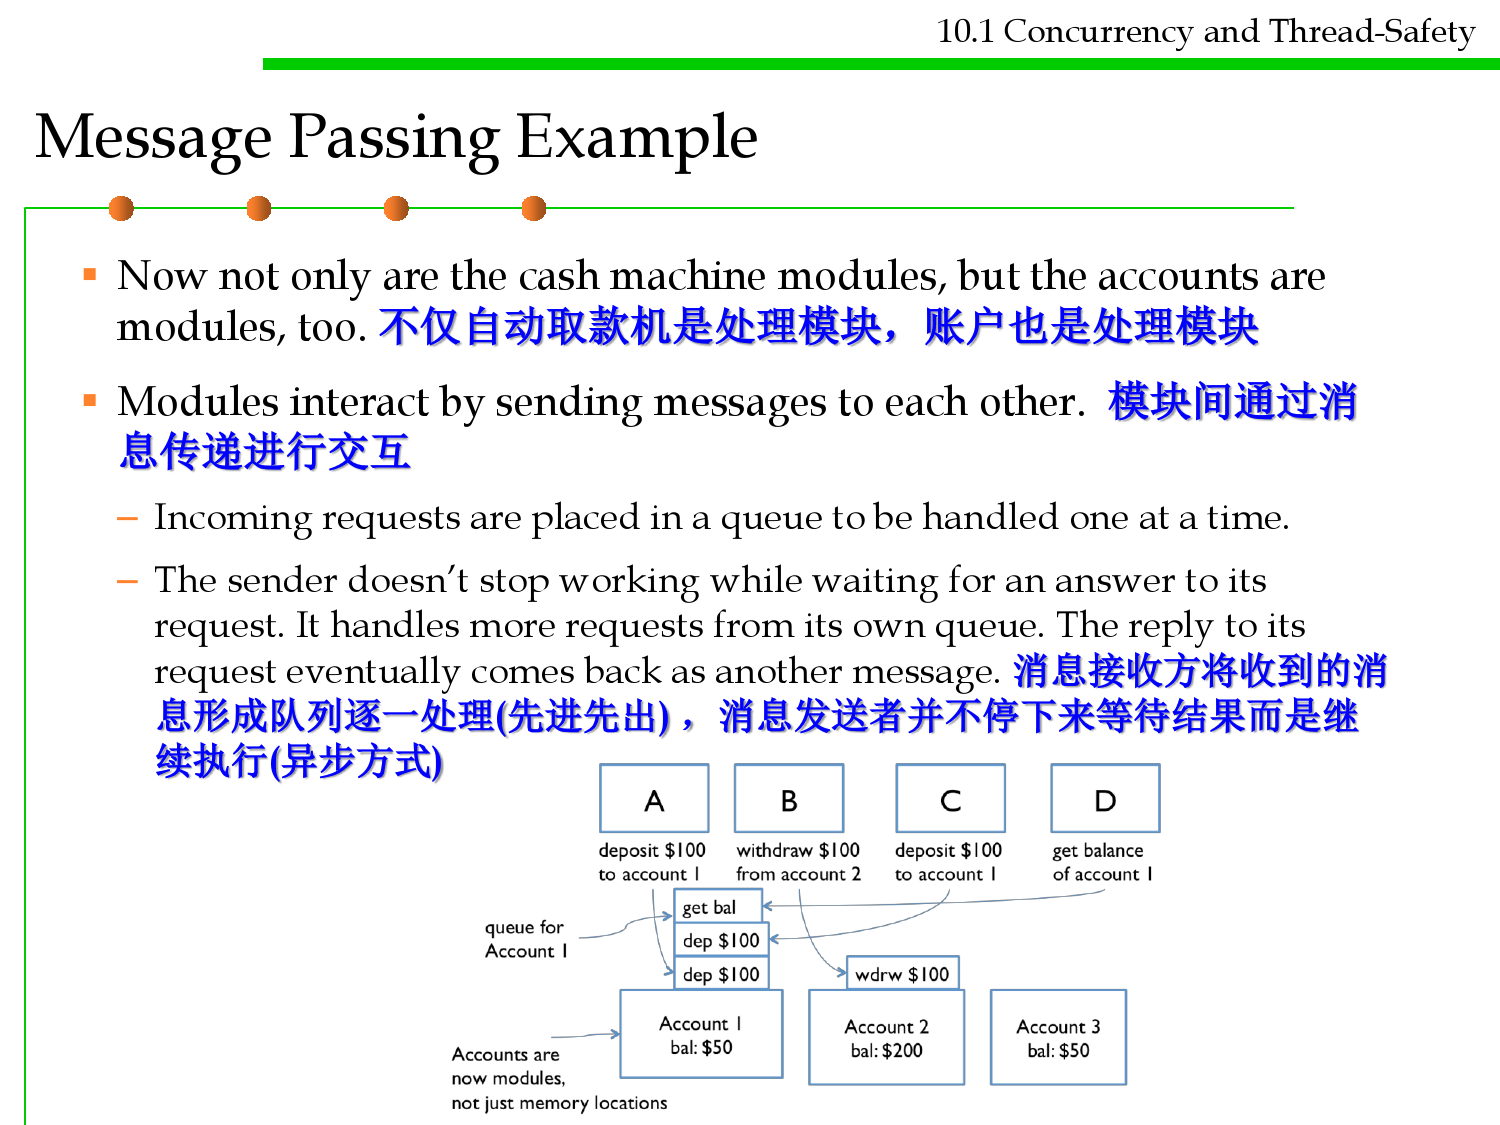 10.1 Concurrency and Thread-Safety
Message Passing Example
Now not only are the cash machine modules, but the accounts are
modules, too. 不仅自动取款机是处理模块，账户也是处理模块
Modules interact by sending messages to each other. 模块间通过消
息传递进行交互
– Incoming requests are placed in a queue to be handled one at a time.
– The sender doesn’t stop working while waiting for an answer to its
request. It handles more requests from its own queue. The reply to its
request eventually comes back as another message. 消息接收方将收到的消
息形成队列逐一处理(先进先出) ，消息发送者并不停下来等待结果而是继
续执行(异步方式)
A
B
C
D
deposit $100
to account 1
withdraw $100
from account 2
deposit $100
to account 1
get balance
of account 1
queue for
Account 1
get bal
dep $100
dep $100
wdrw $100
Account 1
bal: $50
Account 2
bal: $200
Account 3
bal: $50
Accounts are
now modules,
not just memory locations